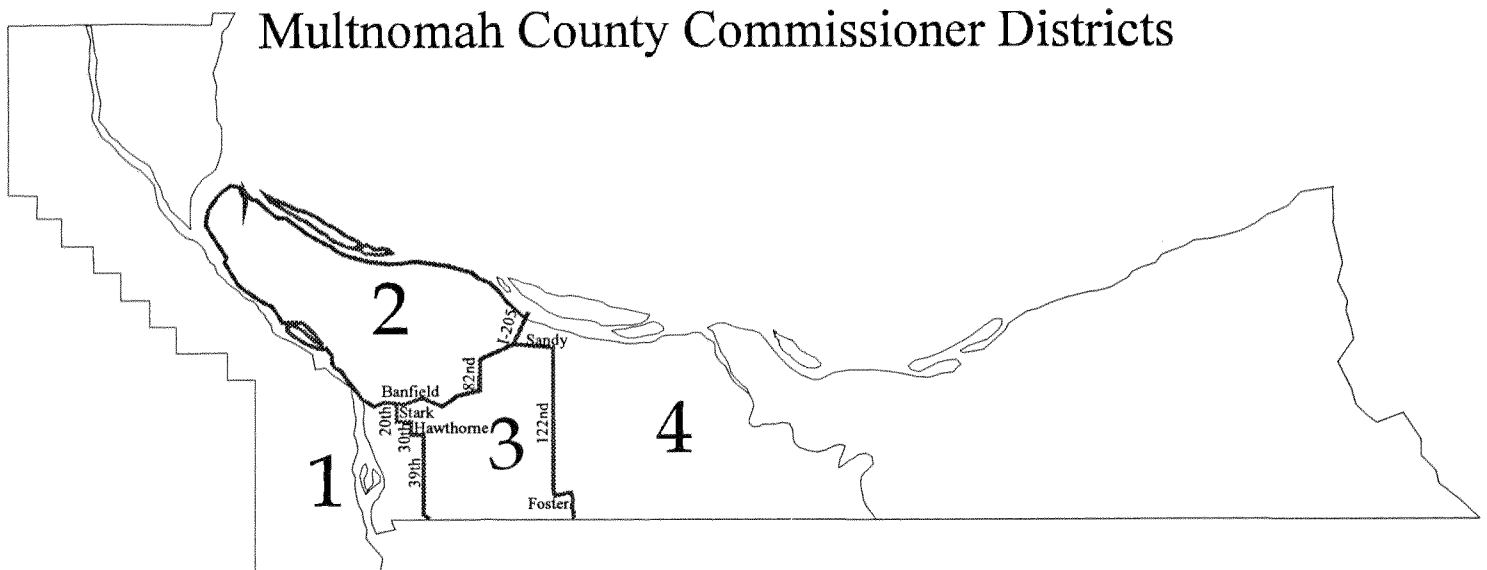 Multnomah County Commissioner Districts
2
I-205
Sandy
82nd
Banfield
20th
Stark
30th
Hawthorne
3
122nd
4
39th
1
Foster